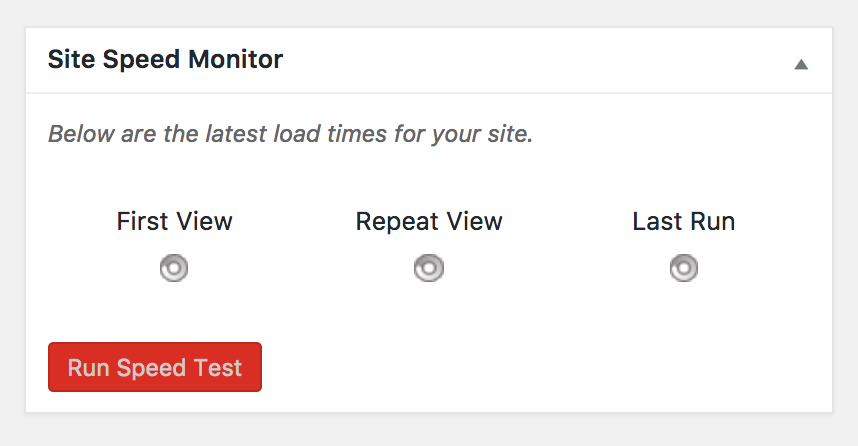 Site Speed Monitor
Below are the latest load times for your site.
First View
Repeat View
Last Run
Run Speed Test